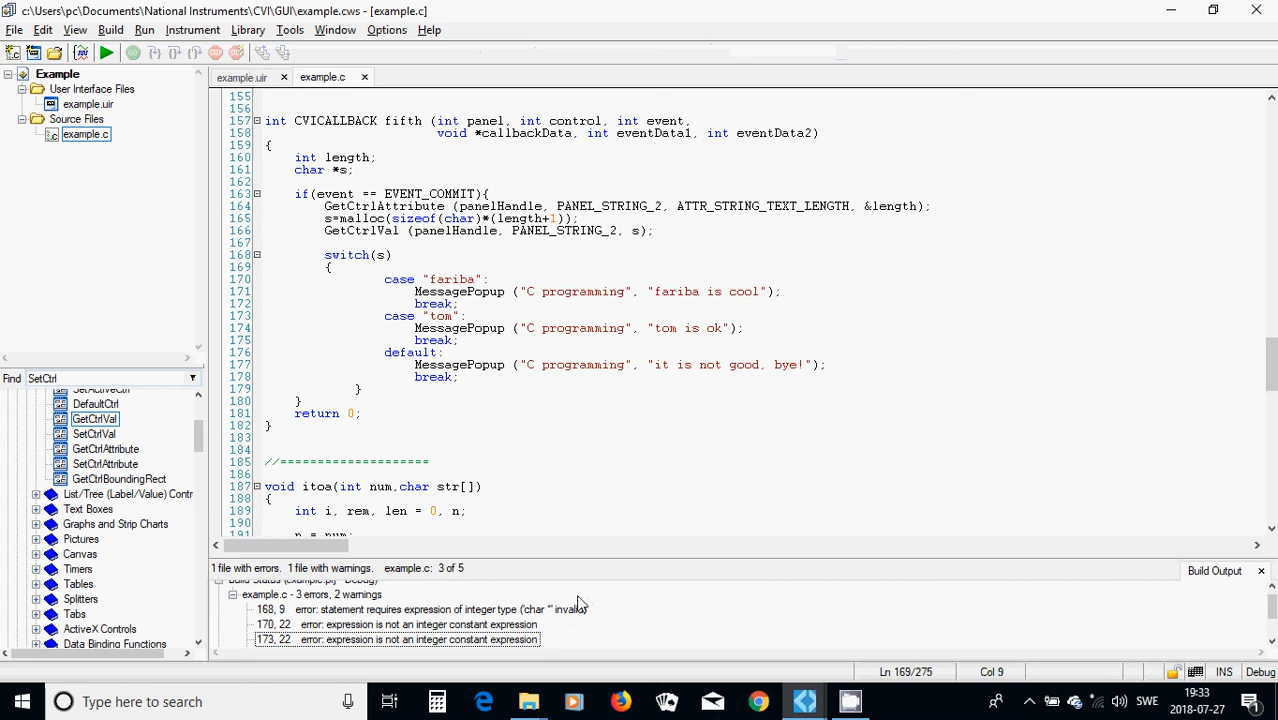 c:\Users\pc\Documents\National Instruments\CVI\GUI\example.cws - [example.c]
File Edit View Build Run Instrument Library Tools Window Options Help
Example
User Interface Files
example.uir
Source Files
example.c
example.uir example.c
155
156
157 int CVICALLBACK fifth (int panel, int control, int event,
158 void *callbackData, int eventData1, int eventData2)
159 {
160 int length;
161 char *s;
162
163 if(event == EVENT_COMMIT){
164 GetCtrlAttribute (panelHandle, PANEL_STRING_2, ATTR_STRING_TEXT_LENGTH, &length);
165 s=malloc(sizeof(char)*(length+1));
166 GetCtrlVal (panelHandle, PANEL_STRING_2, s);
167
168 switch(s)
169 {
170 case "fariba":
171 MessagePopup ("C programming", "fariba is cool");
172 break;
173 case "tom":
174 MessagePopup ("C programming", "tom is ok");
175 break;
176 default:
177 MessagePopup ("C programming", "it is not good, bye!");
178 break;
179 }
180 }
181 return 0;
182 }
183
184
185 //====================
186
187 void itoa(int num,char str[])
188 {
189 int i, rem, len = 0, n;
190
191 n = num;
Find SetCtrl
SetActiveCtrl
DefaultCtrl
GetCtrlVal
SetCtrlVal
GetCtrlAttribute
SetCtrlAttribute
GetCtrlBoundingRect
List/Tree (Label/Value) Contr
Text Boxes
Graphs and Strip Charts
Pictures
Canvas
Timers
Tables
Splitters
Tabs
ActiveX Controls
Data Binding Functions
1 file with errors. 1 file with warnings. example.c: 3 of 5
Build Output
Build Status (example.prj - Debug)
example.c - 3 errors, 2 warnings
168, 9 error: statement requires expression of integer type ('char *' invalid)
170, 22 error: expression is not an integer constant expression
173, 22 error: expression is not an integer constant expression
Ln 169/275 Col 9 INS Debug
Type here to search
SWE
19:33
2018-07-27